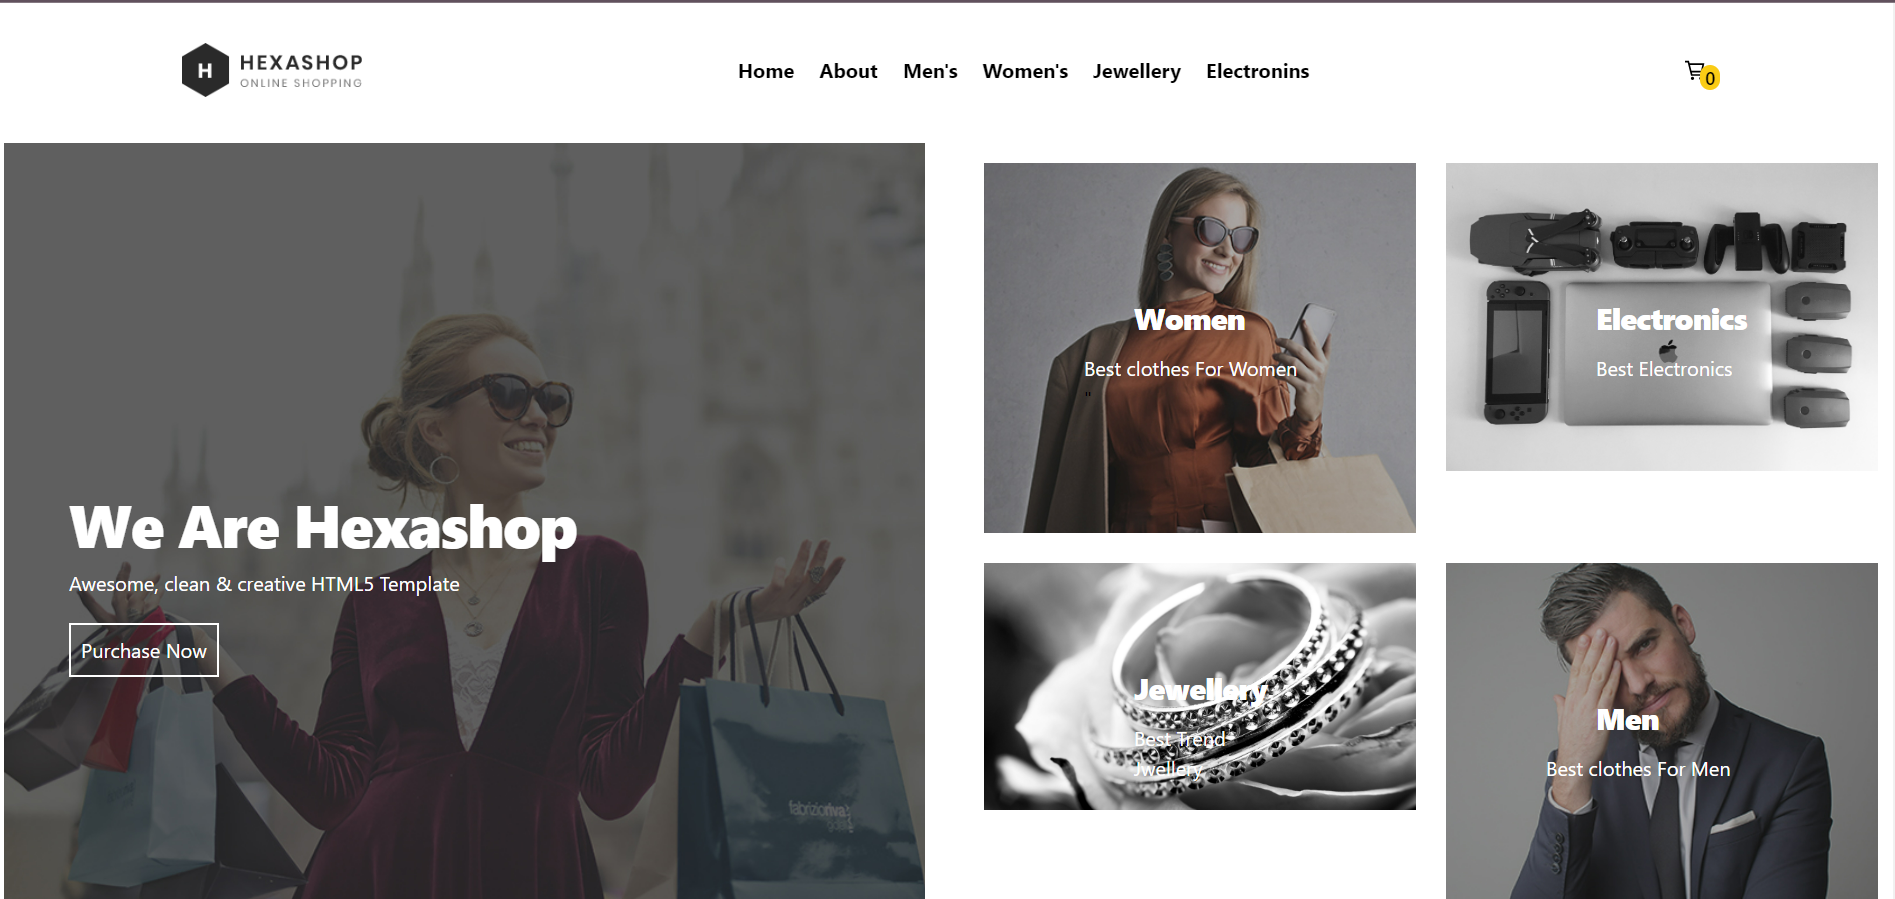 H
HEXASHOP
ONLINE SHOPPING
Home About Men's Women's Jewellery Electronins
0
We Are Hexashop
Awesome, clean & creative HTML5 Template
Purchase Now
fabrizioriva
Women
Best clothes For Women
"
Electronics
Best Electronics
Jewellery
Best Trend
Jwellery
Men
Best clothes For Men